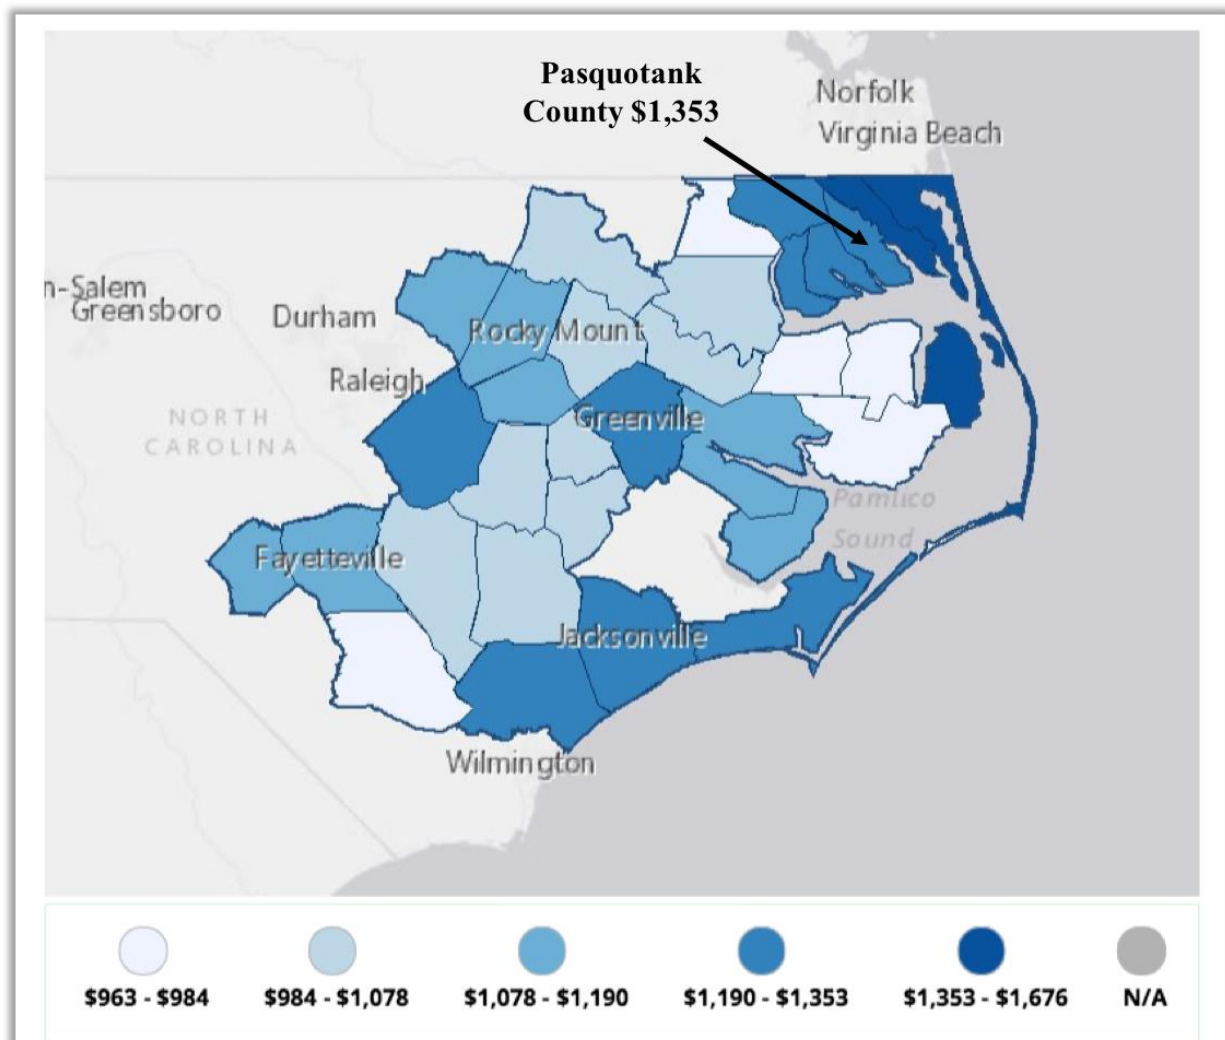 Pasquotank
County $1,353
Norfolk
Virginia Beach
n-Salem
Greensboro
Durham
Rocky Mount
Raleigh
NORTH
CAROLINA
Greenville
Pamlico
Sound
Fayetteville
Jacksonville
Wilmington
$963 - $984
$984 - $1,078
$1,078 - $1,190
$1,190 - $1,353
$1,353 - $1,676
N/A